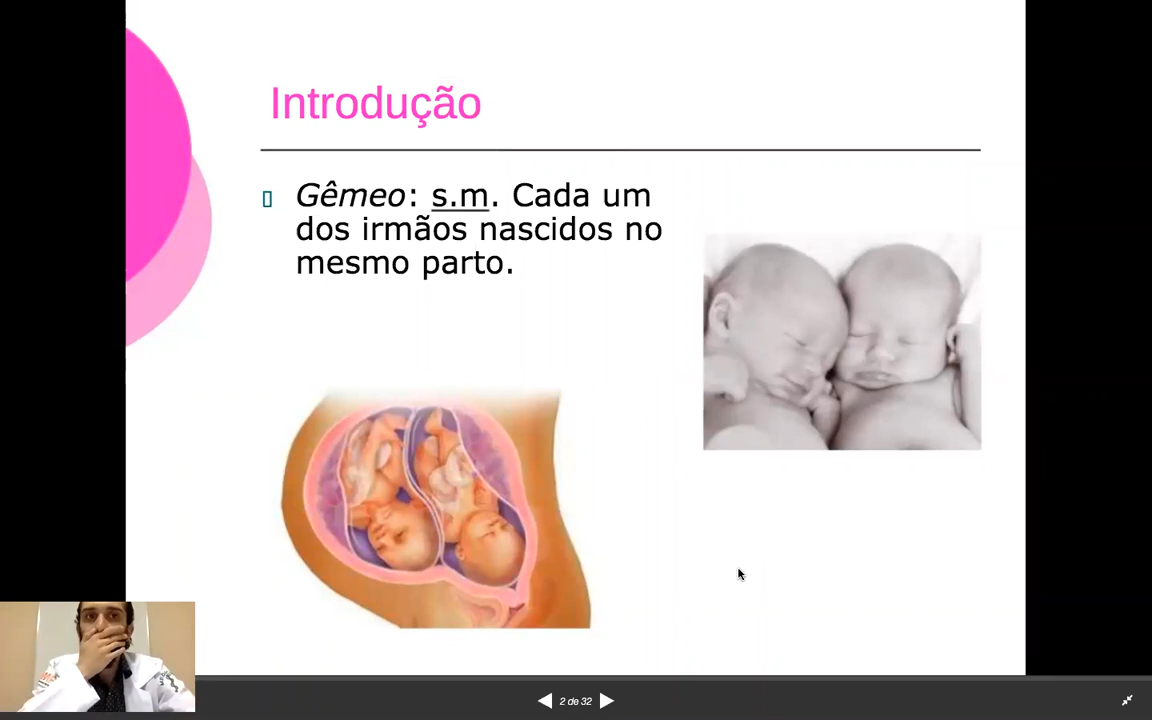 Introdução
Gêmeo: s.m. Cada um
dos irmãos nascidos no
mesmo parto.
2 de 32